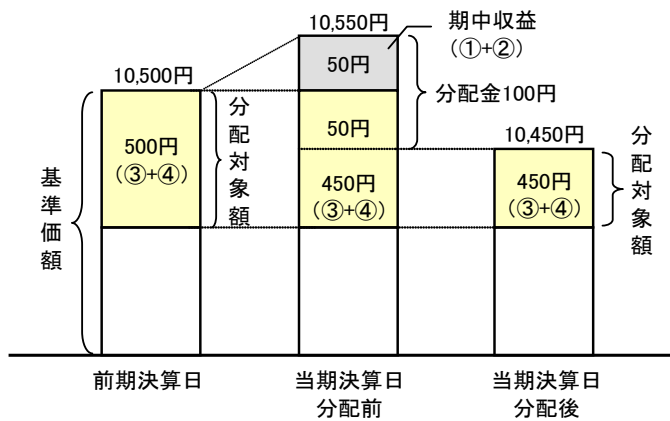 10,550円
期中収益
(①+②)
10,500円
50円
分配金100円
分配対象額
50円
10,450円
分配対象額
500円
(③+④)
基準価額
450円
(③+④)
450円
(③+④)
前期決算日
当期決算日
分配前
当期決算日
分配後